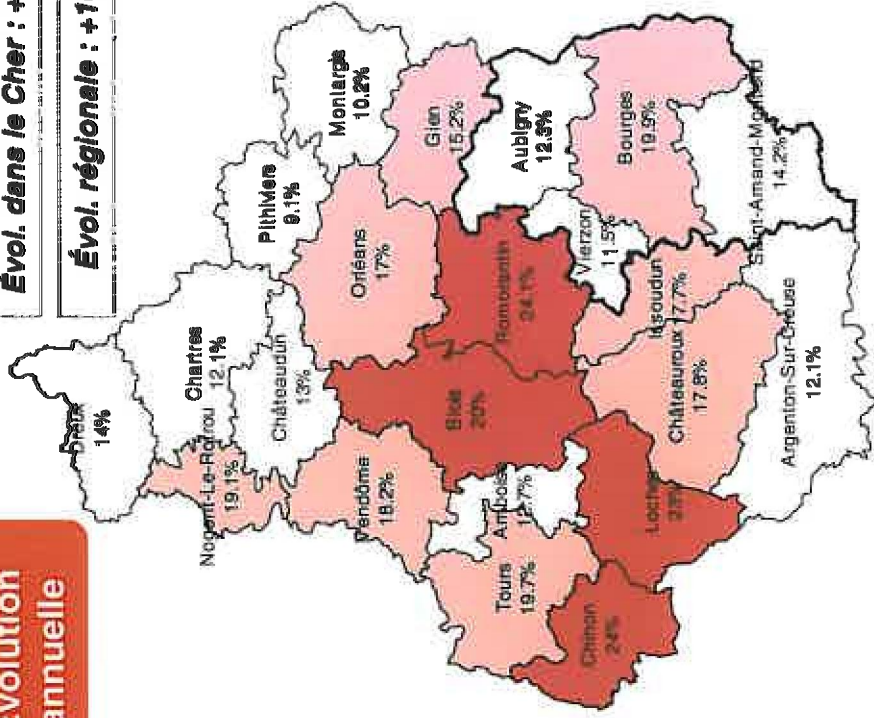 Évolution
annuelle
Évol. dans le Cher : +
Évol. régionale : +1
Dreux
14%
Chartres
12.1%
Nogent-Le-Rotrou
19.1%
Châteaudun
13%
Pithiviers
9.1%
Montargis
10.2%
Orléans
17%
Gien
15.2%
Vendôme
18.2%
Blois
20%
Romorantin
24.1%
Aubigny
12.3%
Vierzon
11.5%
Bourges
19.9%
Amboise
12.7%
Tours
19.7%
Chinon
24%
Loches
Issoudun
17.7%
Châteauroux
17.8%
Saint-Amand-Montrond
14.2%
Argenton-Sur-Creuse
12.1%